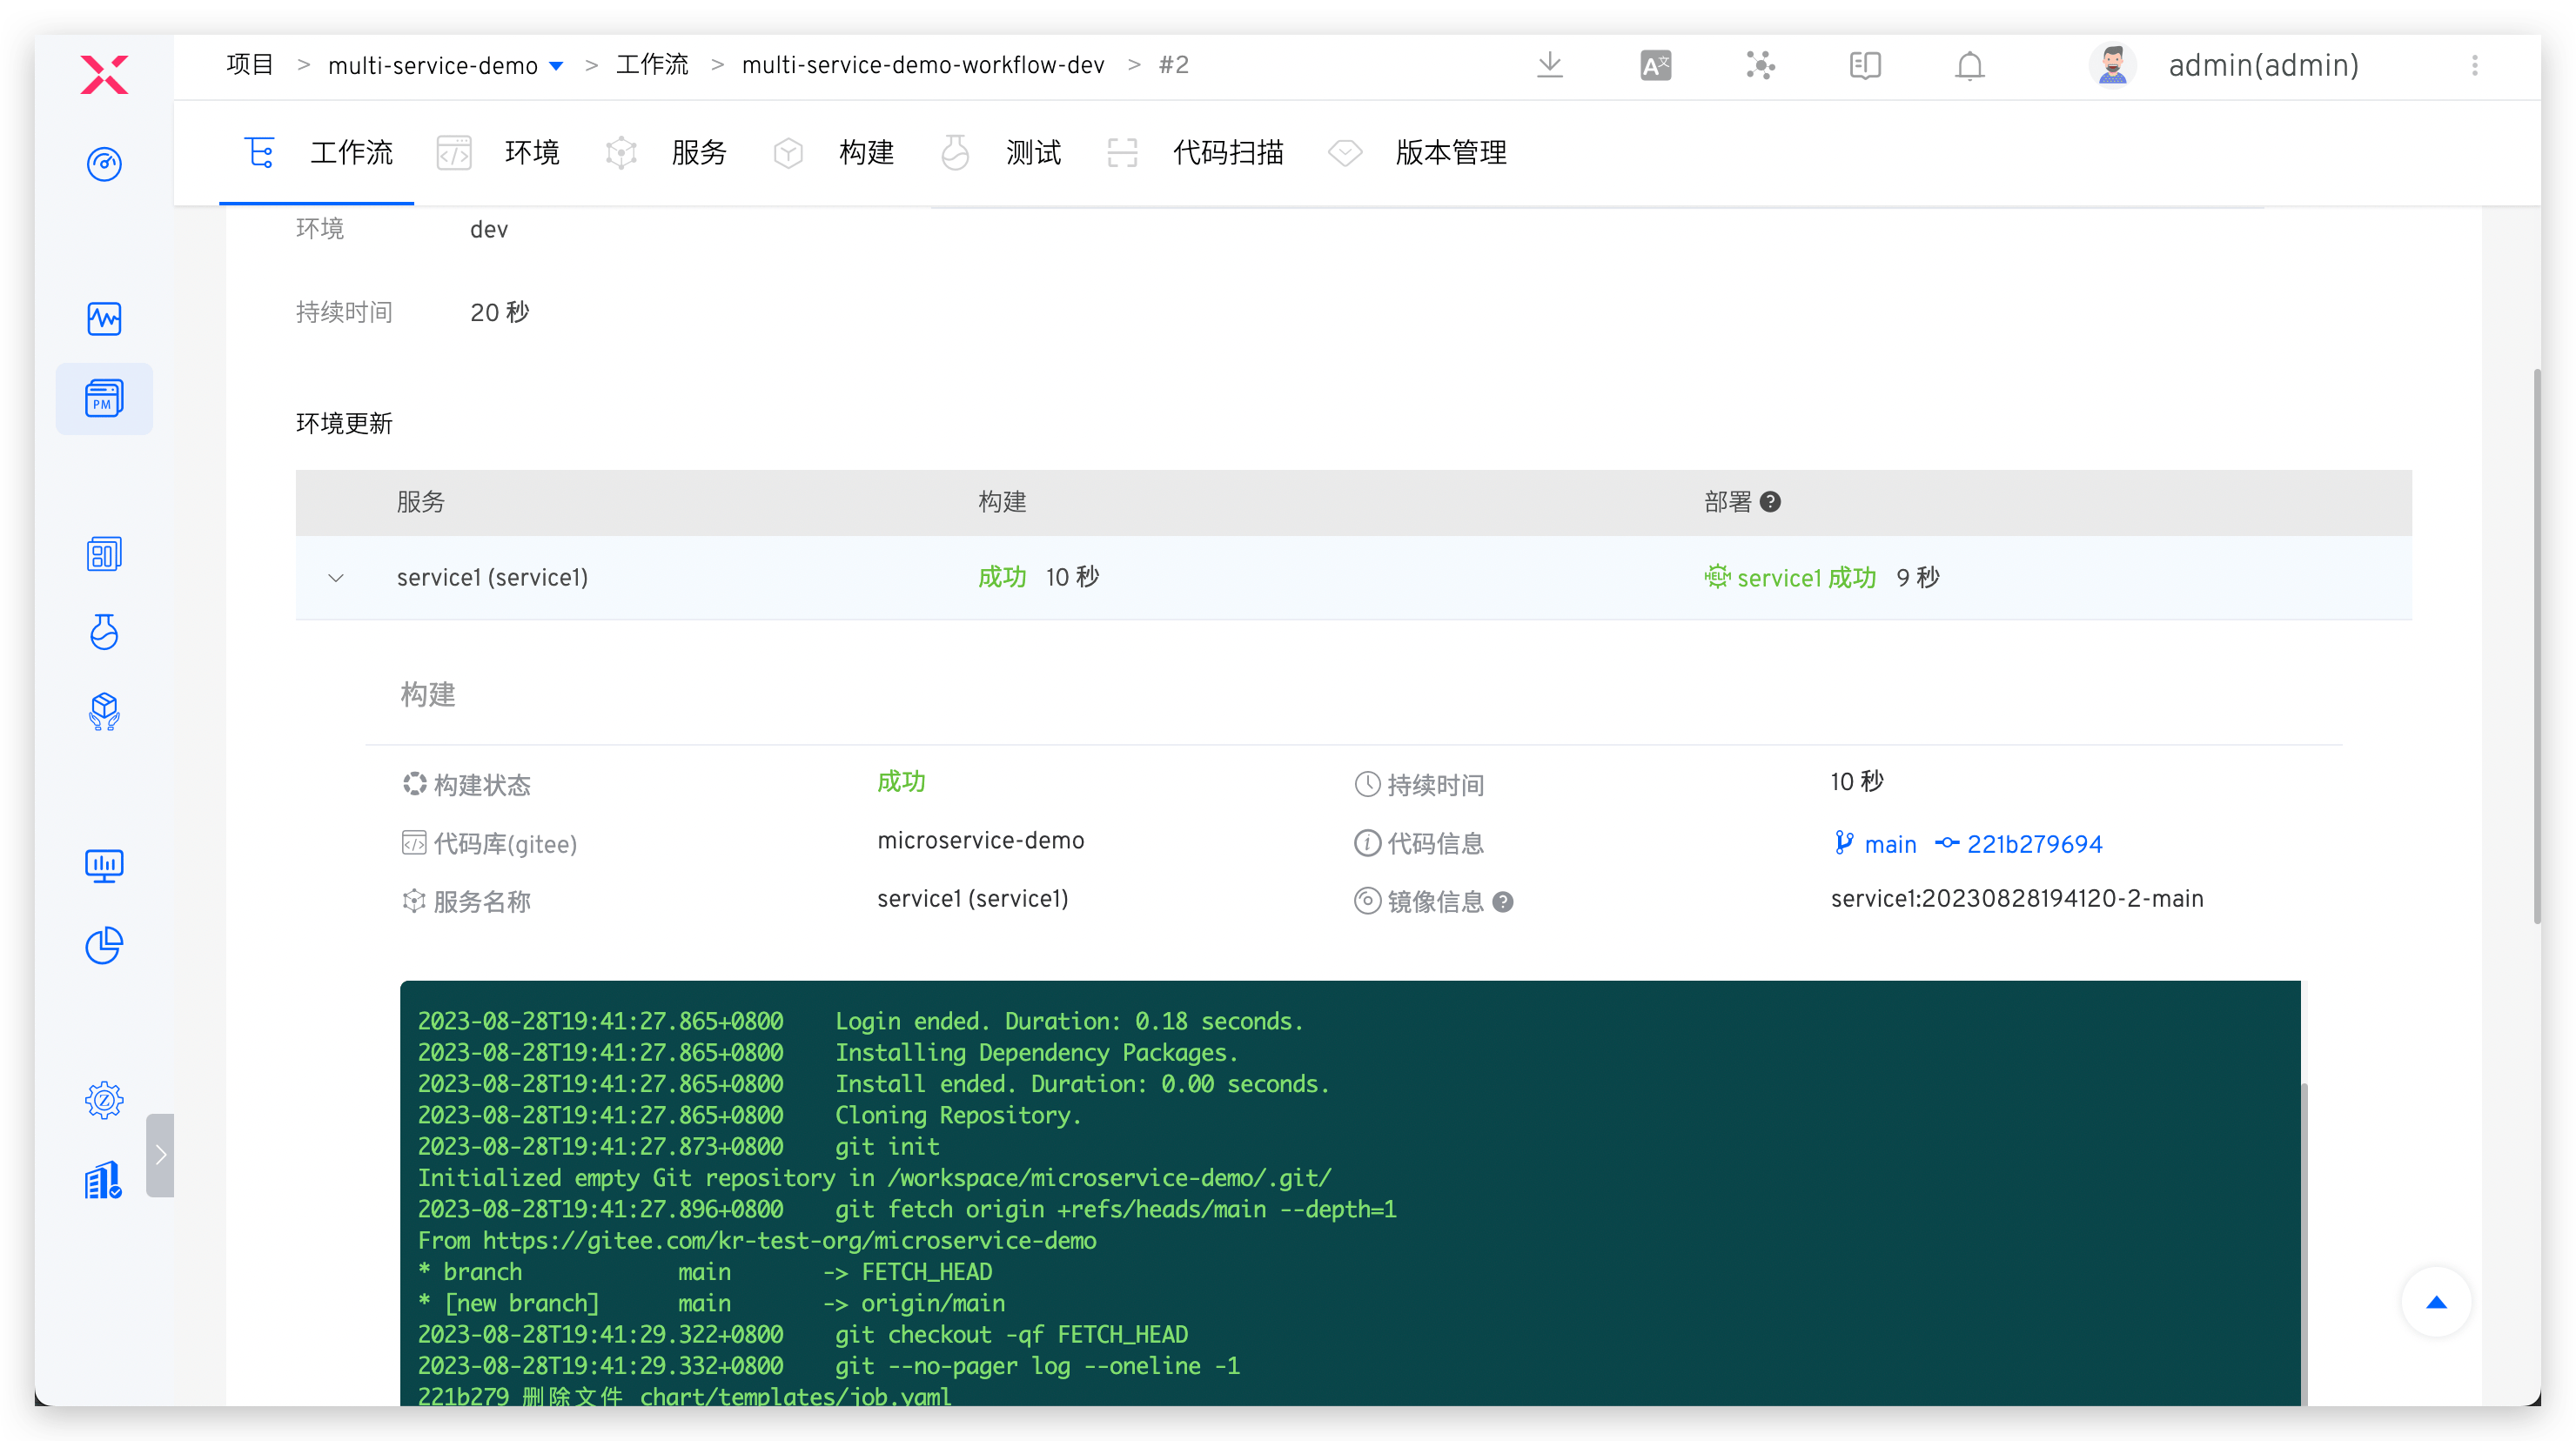 项目 > multi-service-demo > 工作流 > multi-service-demo-workflow-dev > #2
admin(admin)
工作流 环境 服务 构建 测试 代码扫描 版本管理
环境 dev
持续时间 20 秒
环境更新
服务 构建 部署
service1 (service1) 成功 10 秒 HELM service1 成功 9 秒
构建
构建状态 成功 持续时间 10 秒
代码库(gitee) microservice-demo 代码信息 main 221b279694
服务名称 service1 (service1) 镜像信息 service1:20230828194120-2-main
2023-08-28T19:41:27.865+0800 Login ended. Duration: 0.18 seconds.
2023-08-28T19:41:27.865+0800 Installing Dependency Packages.
2023-08-28T19:41:27.865+0800 Install ended. Duration: 0.00 seconds.
2023-08-28T19:41:27.865+0800 Cloning Repository.
2023-08-28T19:41:27.873+0800 git init
Initialized empty Git repository in /workspace/microservice-demo/.git/
2023-08-28T19:41:27.896+0800 git fetch origin +refs/heads/main --depth=1
From https://gitee.com/kr-test-org/microservice-demo
* branch main -> FETCH_HEAD
* [new branch] main -> origin/main
2023-08-28T19:41:29.322+0800 git checkout -qf FETCH_HEAD
2023-08-28T19:41:29.332+0800 git --no-pager log --oneline -1
221b279 删除文件 chart/templates/job.yaml
PM